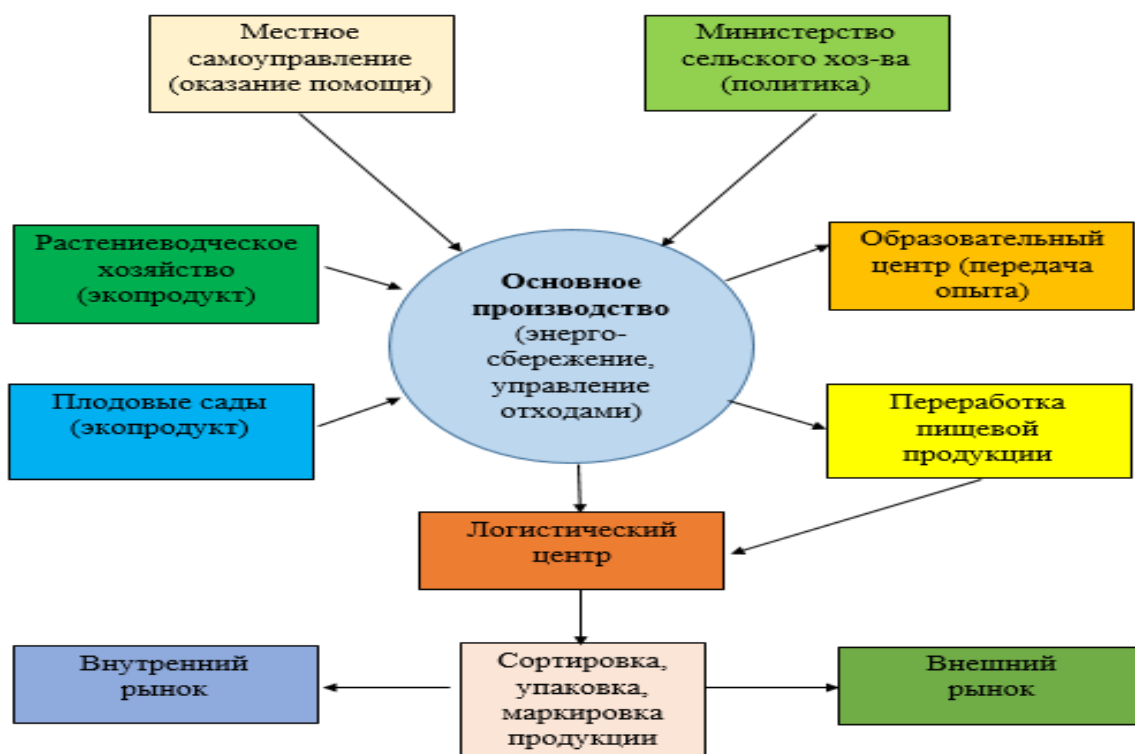 Местное
самоуправление
(оказание помощи)
Министерство
сельского хоз-ва
(политика)
Растениеводческое
хозяйство
(экопродукт)
Основное
производство
(энерго-
сбережение,
управление
отходами)
Образовательный
центр (передача
опыта)
Плодовые сады
(экопродукт)
Переработка
пищевой
продукции
Логистический
центр
Внутренний
рынок
Сортировка,
упаковка,
маркировка
продукции
Внешний
рынок